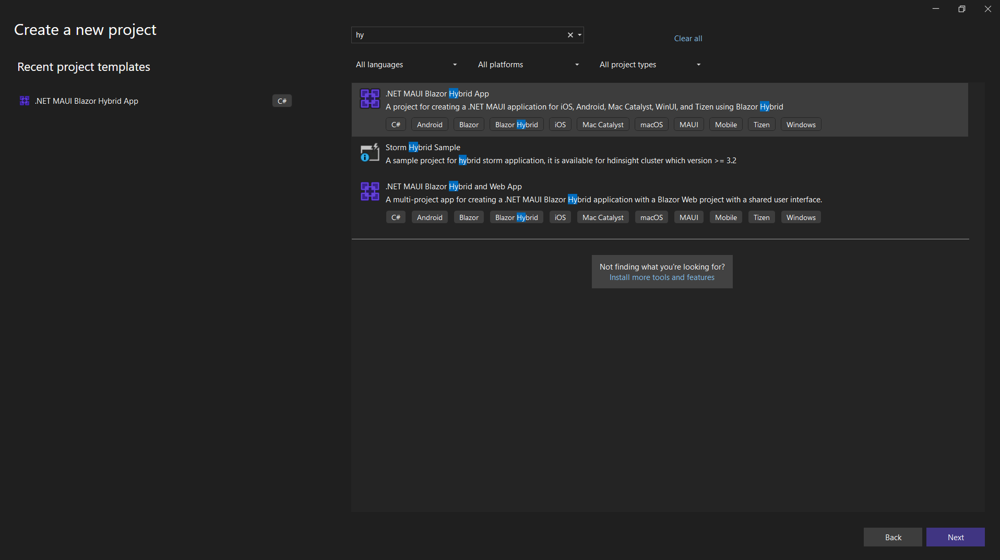 Create a new project
hy
Clear all
Recent project templates
All languages
All platforms
All project types
.NET MAUI Blazor Hybrid App
C#
.NET MAUI Blazor Hybrid App
A project for creating a .NET MAUI application for iOS, Android, Mac Catalyst, WinUI, and Tizen using Blazor Hybrid
C# Android Blazor Blazor Hybrid iOS Mac Catalyst macOS MAUI Mobile Tizen Windows
Storm Hybrid Sample
A sample project for hybrid storm application, it is available for hdinsight cluster which version >= 3.2
.NET MAUI Blazor Hybrid and Web App
A multi-project app for creating a .NET MAUI Blazor Hybrid application with a Blazor Web project with a shared user interface.
C# Android Blazor Blazor Hybrid iOS Mac Catalyst macOS MAUI Mobile Tizen Windows
Not finding what you're looking for?
Install more tools and features
Back
Next